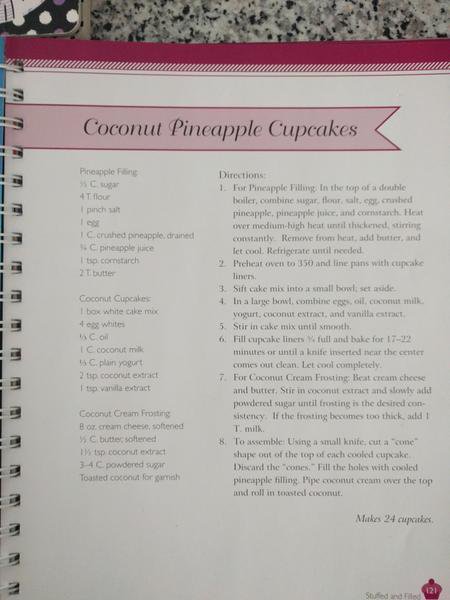 Coconut Pineapple Cupcakes
Pineapple Filling:
C. sugar
4 T. flour
1 pinch salt
1 egg
1 C. crushed pineapple, drained
¾ C. pineapple juice
1 tsp. cornstarch
2 T. butter
Coconut Cupcakes:
1 box white cake mix
4 egg whites
⅓ C. oil
1 C. coconut milk
⅓ C. plain yogurt
2 tsp. coconut extract
1 tsp. vanilla extract
Coconut Cream Frosting:
8 oz. cream cheese, softened
½ C. butter, softened
1½ tsp. coconut extract
3–4 C. powdered sugar
Toasted coconut for garnish
Directions:
1. For Pineapple Filling: In the top of a double
boiler, combine sugar, flour, salt, egg, crushed
pineapple, pineapple juice, and cornstarch. Heat
over medium-high heat until thickened, stirring
constantly. Remove from heat, add butter, and
let cool. Refrigerate until needed.
2. Preheat oven to 350 and line pans with cupcake
liners.
3. Sift cake mix into a small bowl; set aside.
4. In a large bowl, combine eggs, oil, coconut milk,
yogurt, coconut extract, and vanilla extract.
5. Stir in cake mix until smooth.
6. Fill cupcake liners ¾ full and bake for 17–22
minutes or until a knife inserted near the center
comes out clean. Let cool completely.
7. For Coconut Cream Frosting: Beat cream cheese
and butter. Stir in coconut extract and slowly add
powdered sugar until frosting is the desired con-
sistency. If the frosting becomes too thick, add 1
T. milk.
8. To assemble: Using a small knife, cut a “cone”
shape out of the top of each cooled cupcake.
Discard the “cones.” Fill the holes with cooled
pineapple filling. Pipe coconut cream over the top
and roll in toasted coconut.
Makes 24 cupcakes.
Stuffed and Filled 121